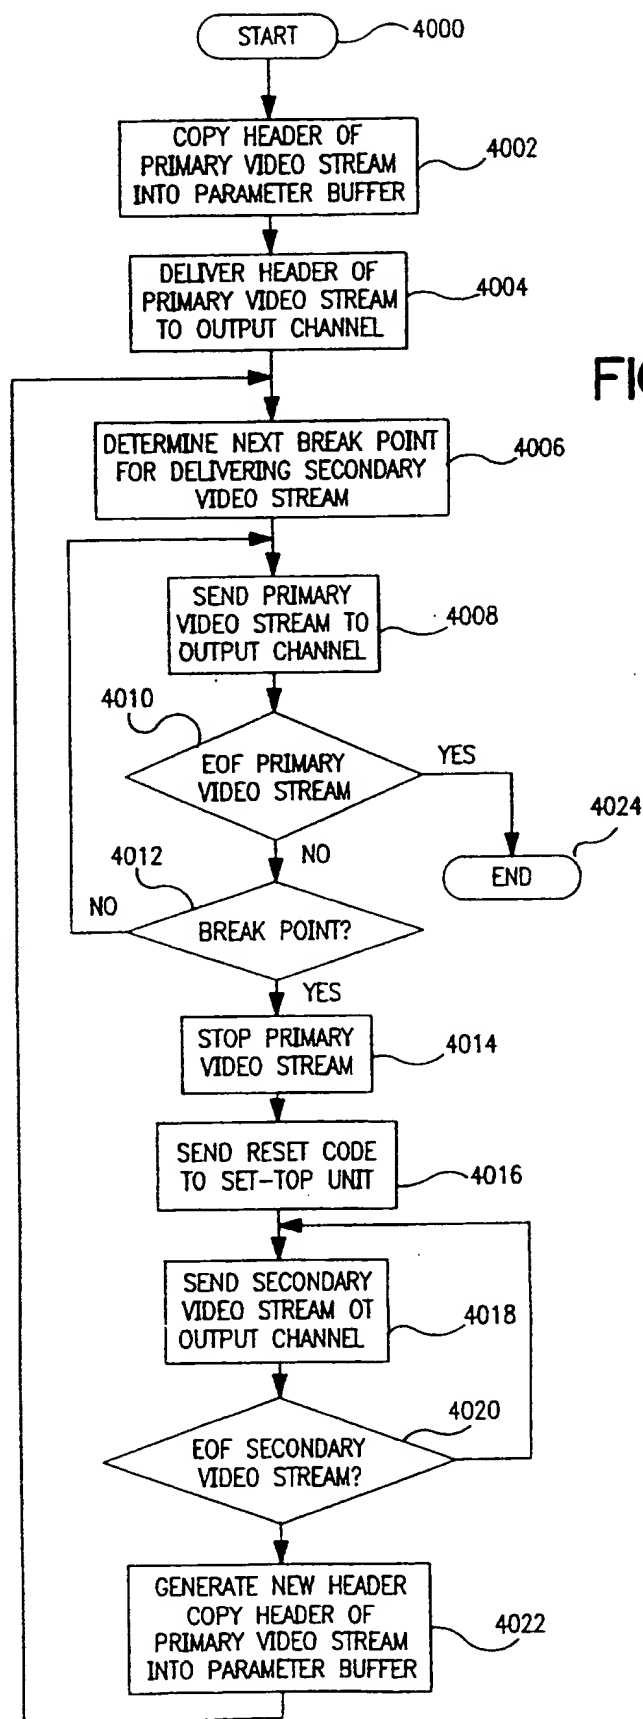 START
4000
COPY HEADER OF
PRIMARY VIDEO STREAM
INTO PARAMETER BUFFER
4002
DELIVER HEADER OF
PRIMARY VIDEO STREAM
TO OUTPUT CHANNEL
4004
FIG
DETERMINE NEXT BREAK POINT
FOR DELIVERING SECONDARY
VIDEO STREAM
4006
SEND PRIMARY
VIDEO STREAM TO
OUTPUT CHANNEL
4008
4010
EOF PRIMARY
VIDEO STREAM
YES
4024
END
NO
4012
NO
BREAK POINT?
YES
STOP PRIMARY
VIDEO STREAM
4014
SEND RESET CODE
TO SET-TOP UNIT
4016
SEND SECONDARY
VIDEO STREAM OT
OUTPUT CHANNEL
4018
4020
EOF SECONDARY
VIDEO STREAM?
GENERATE NEW HEADER
COPY HEADER OF
PRIMARY VIDEO STREAM
INTO PARAMETER BUFFER
4022